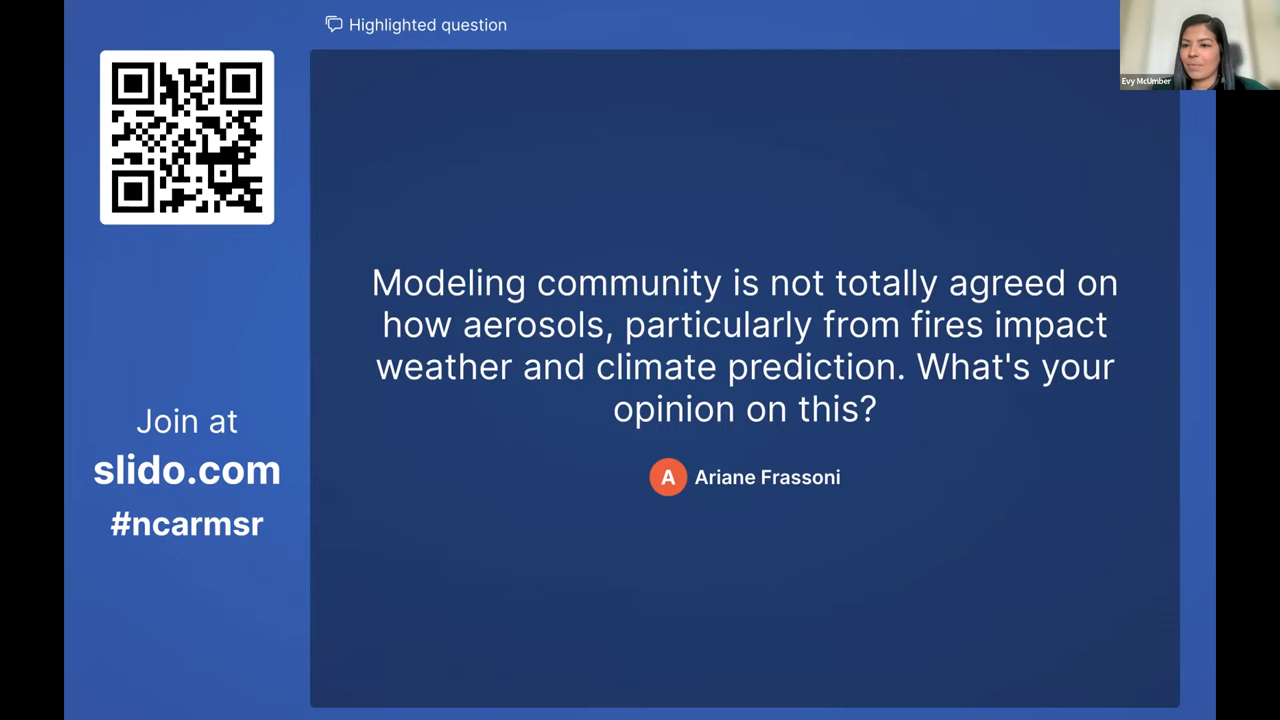 Highlighted question
Evy McUmber
Modeling community is not totally agreed on
how aerosols, particularly from fires impact
weather and climate prediction. What's your
opinion on this?
A Ariane Frassoni
Join at
slido.com
#ncarmsr